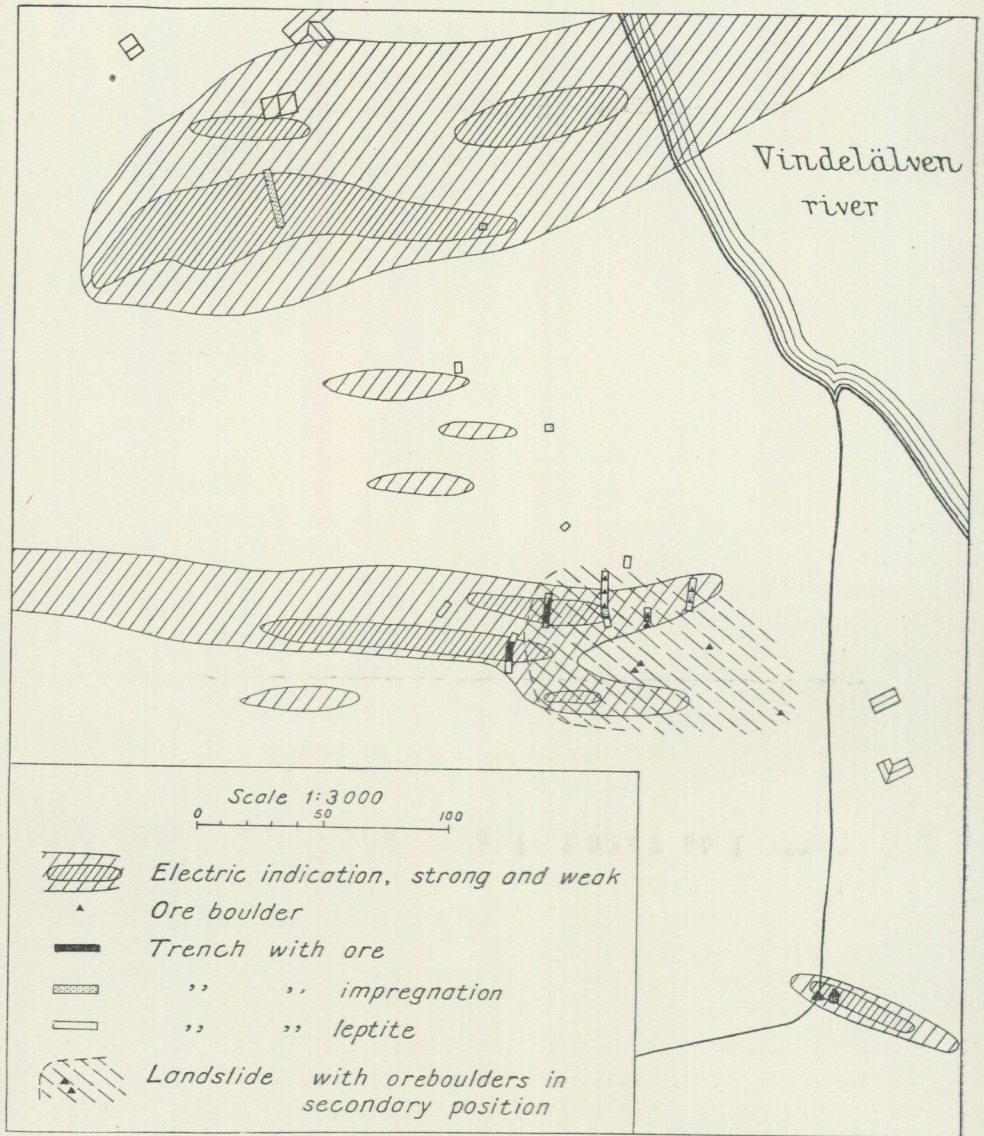 Vindelälven
river
Scale 1:3000
0 50 100
Electric indication, strong and weak
Ore boulder
Trench with ore
,, ,, impregnation
,, ,, leptite
Landslide with oreboulders in
secondary position